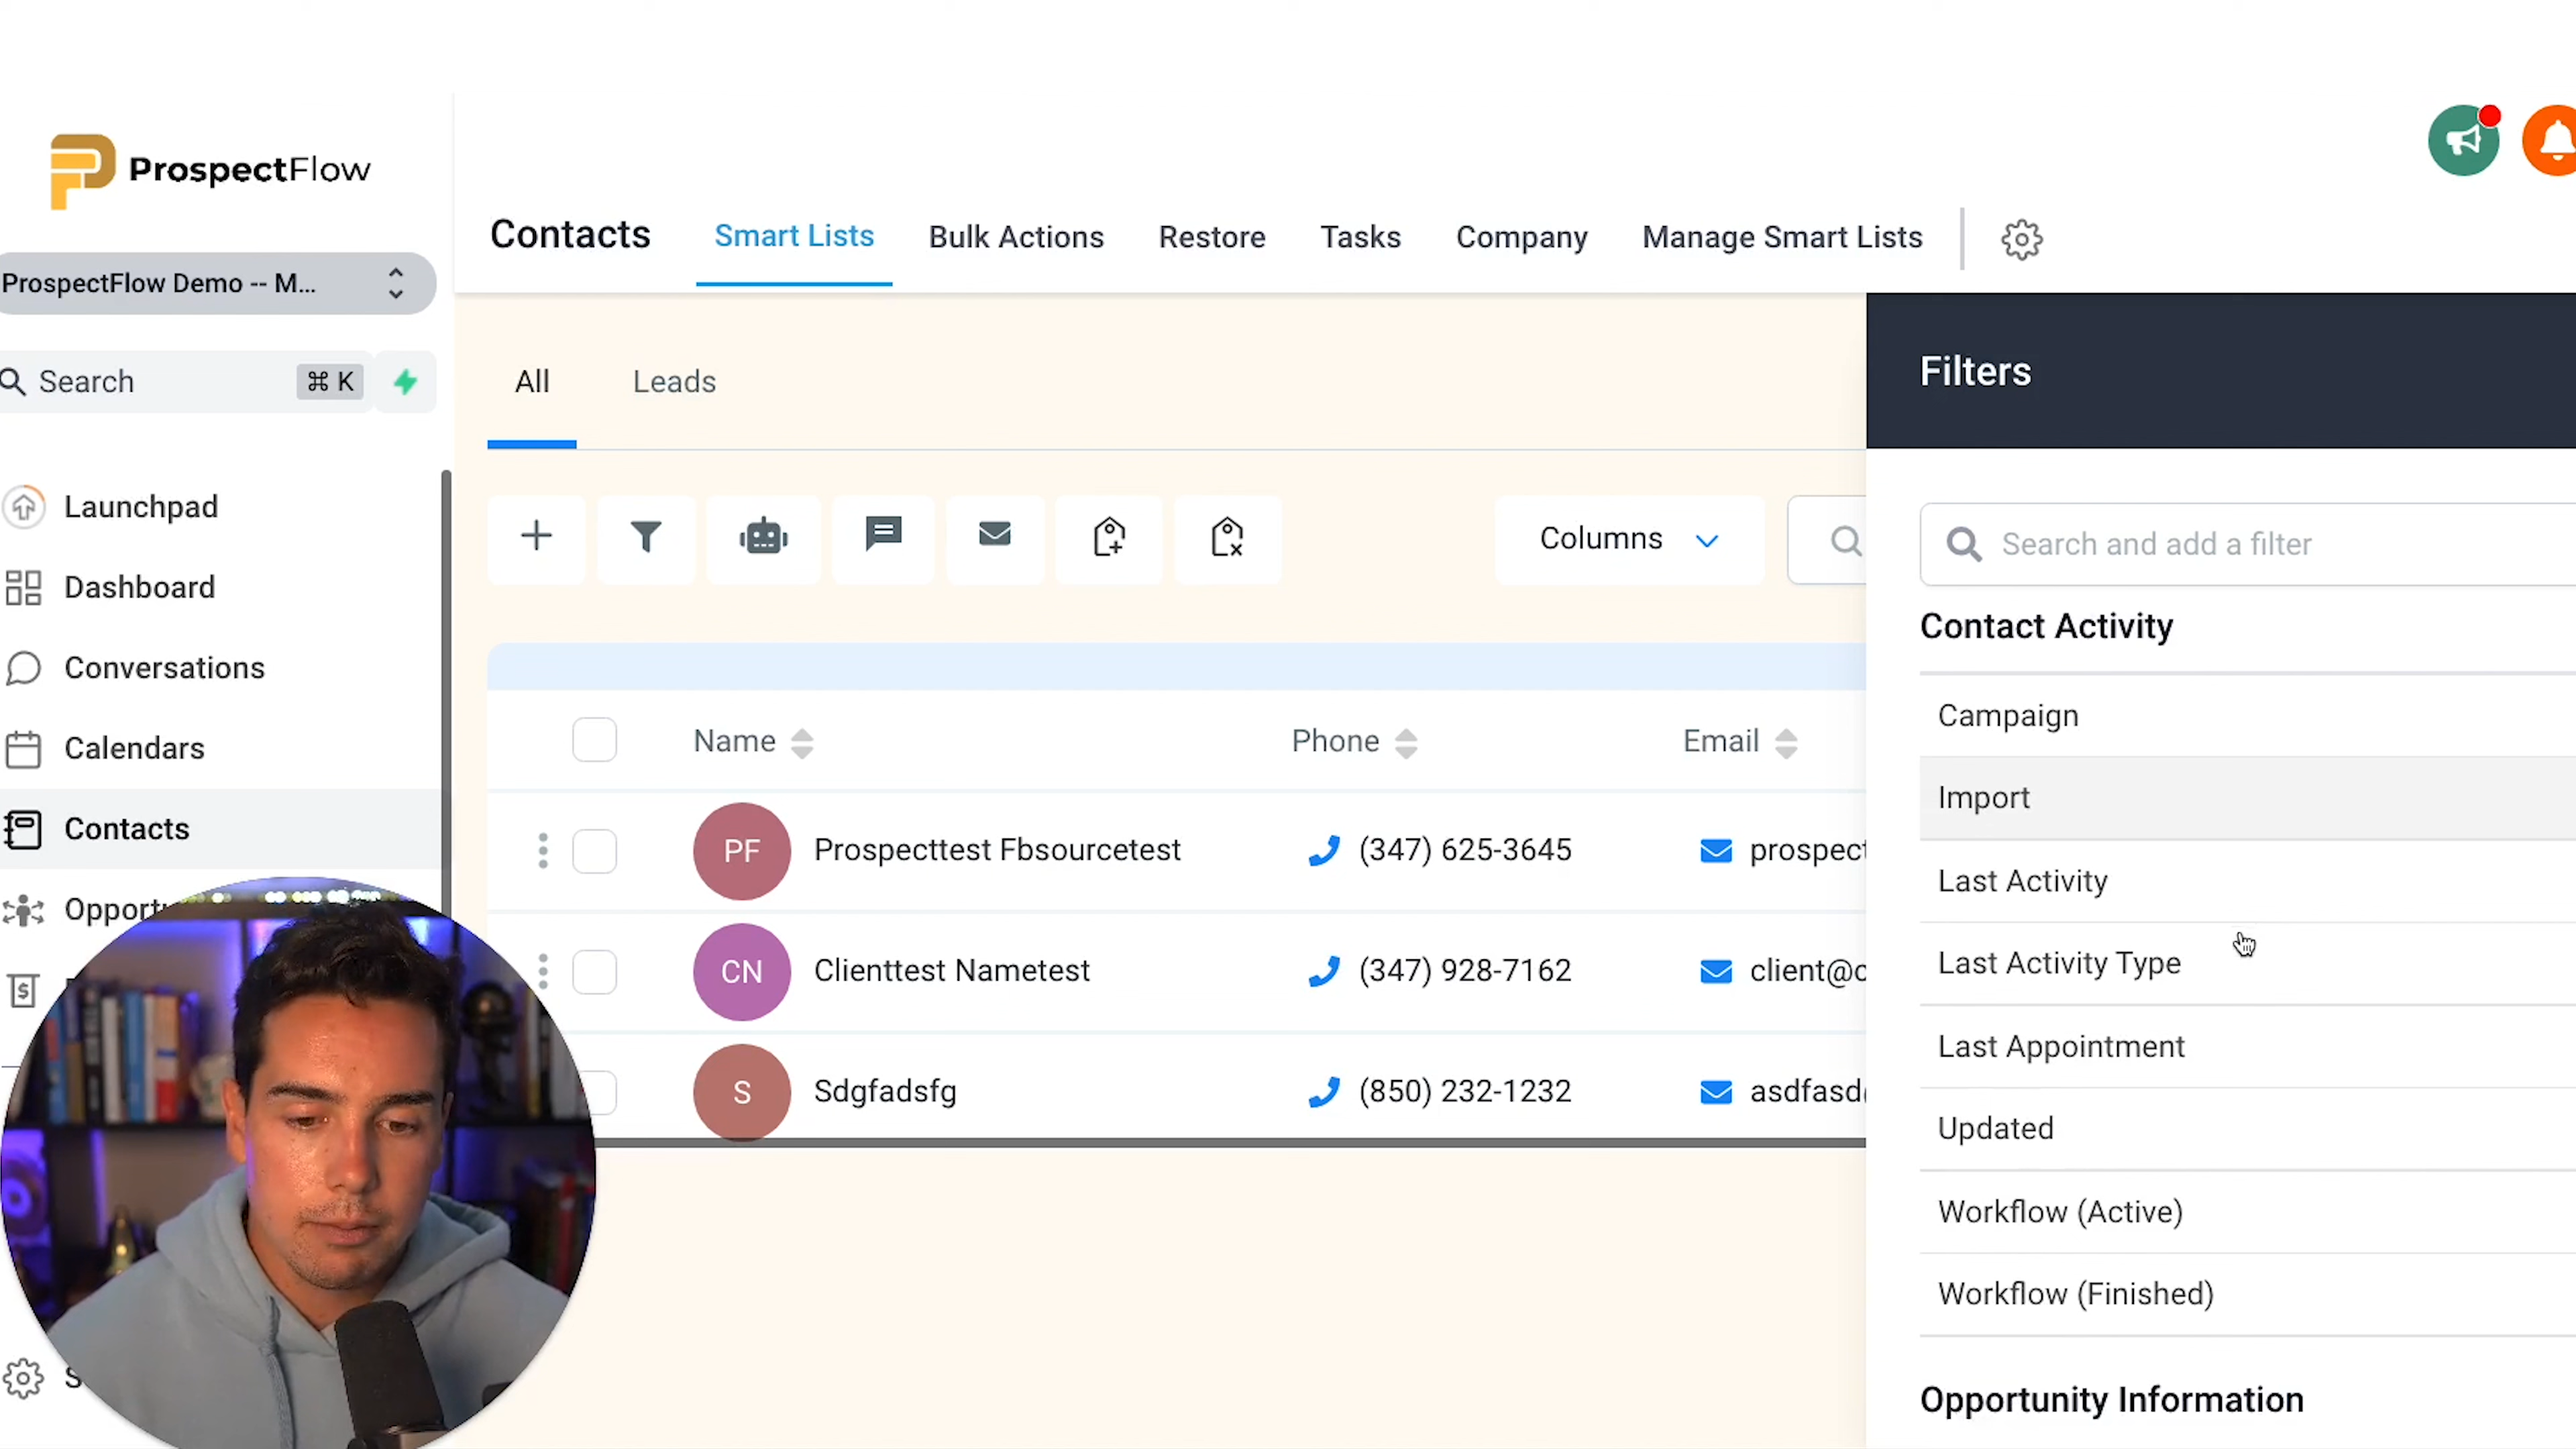 ProspectFlow
ProspectFlow Demo -- M...
Search
⌘ K
Launchpad
Dashboard
Conversations
Calendars
Contacts
Contacts
Smart Lists
Bulk Actions
Restore
Tasks
Company
Manage Smart Lists
All
Leads
Columns
Name
Phone
Email
PF
Prospecttest Fbsourcetest
(347) 625-3645
prospect
CN
Clienttest Nametest
(347) 928-7162
client@c
S
Sdgfadsfg
(850) 232-1232
asdfasd
Filters
Search and add a filter
Contact Activity
Campaign
Import
Last Activity
Last Activity Type
Last Appointment
Updated
Workflow (Active)
Workflow (Finished)
Opportunity Information